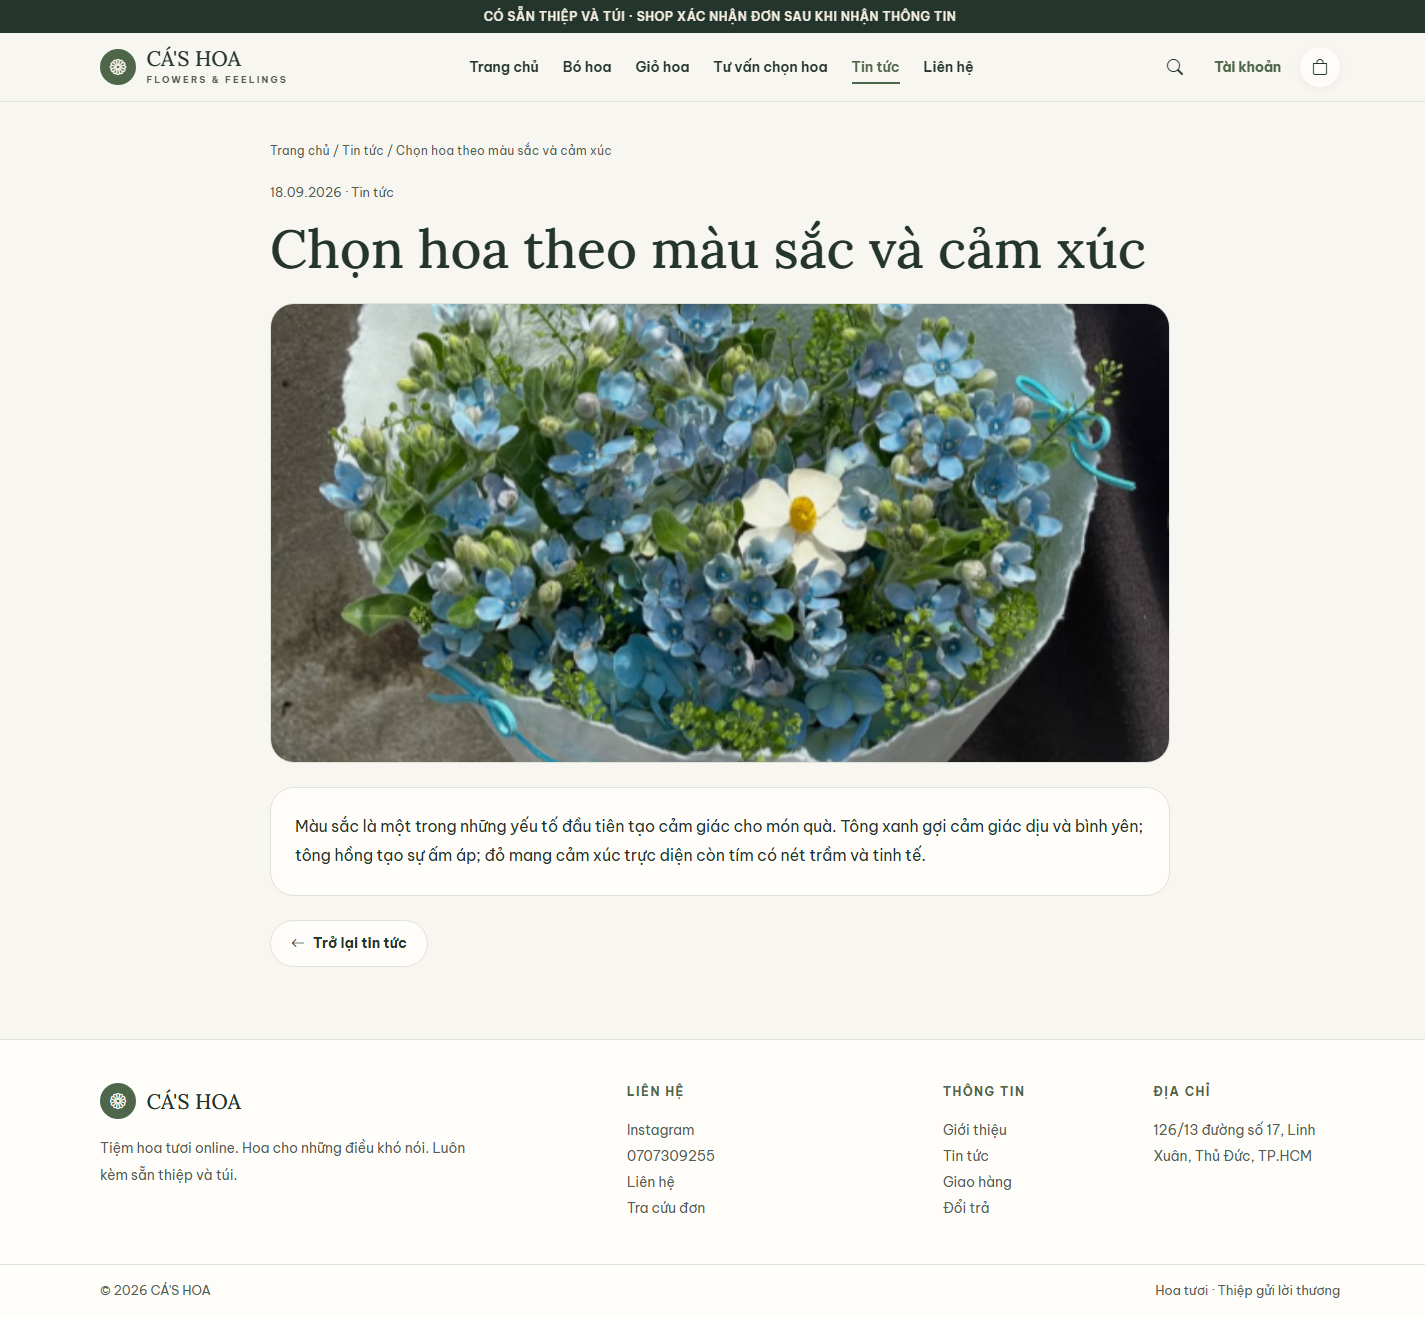 CÓ SẴN THIỆP VÀ TÚI · SHOP XÁC NHẬN ĐƠN SAU KHI NHẬN THÔNG TIN
CÁ'S HOA
FLOWERS & FEELINGS
Trang chủ
Bó hoa
Giỏ hoa
Tư vấn chọn hoa
Tin tức
Liên hệ
Tài khoản
Trang chủ / Tin tức / Chọn hoa theo màu sắc và cảm xúc
18.09.2026 · Tin tức
Chọn hoa theo màu sắc và cảm xúc
Màu sắc là một trong những yếu tố đầu tiên tạo cảm giác cho món quà. Tông xanh gợi cảm giác dịu và bình yên;
tông hồng tạo sự ấm áp; đỏ mang cảm xúc trực diện còn tím có nét trầm và tinh tế.
← Trở lại tin tức
CÁ'S HOA
Tiệm hoa tươi online. Hoa cho những điều khó nói. Luôn
kèm sẵn thiệp và túi.
LIÊN HỆ
Instagram
0707309255
Liên hệ
Tra cứu đơn
THÔNG TIN
Giới thiệu
Tin tức
Giao hàng
Đổi trả
ĐỊA CHỈ
126/13 đường số 17, Linh
Xuân, Thủ Đức, TP.HCM
© 2026 CÁ'S HOA
Hoa tươi · Thiệp gửi lời thương